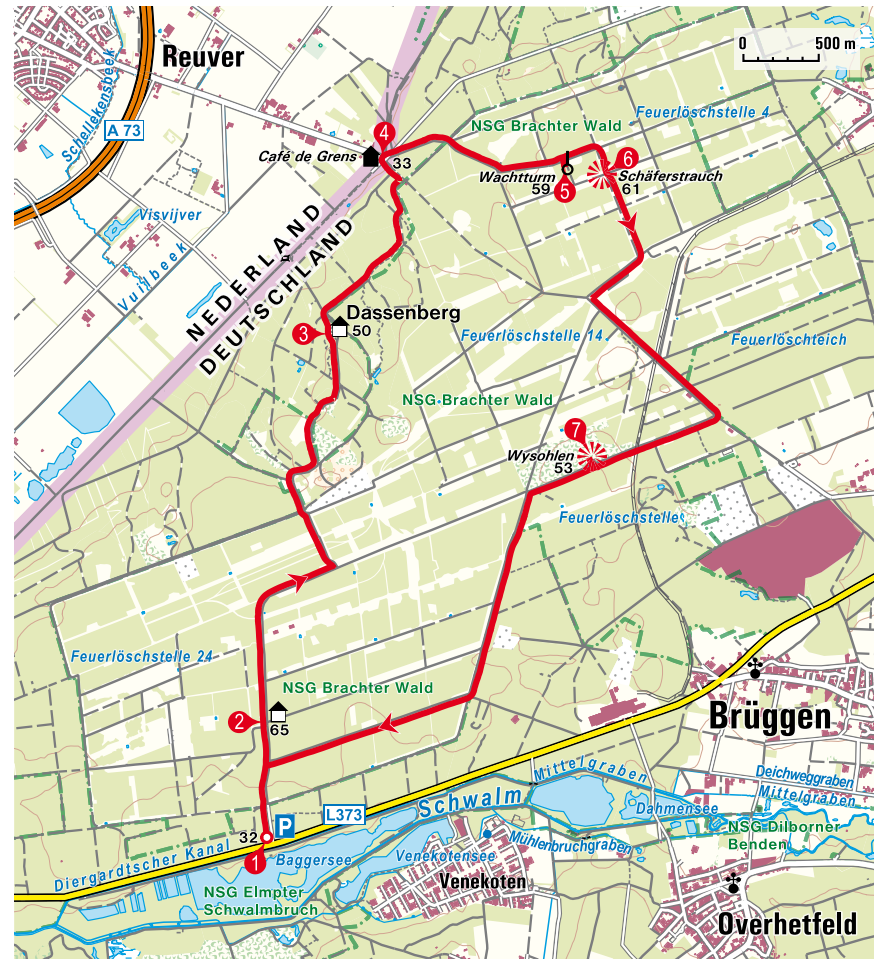 Reuver
0 500 m
Schellekensbeek
A 73
NSG Brachter Wald
Feuerlöschstelle 4
4
Café de Grens
33
6
Wachtturm
59
5
Schäferstrauch
61
Visvijver
Vuilbeek
NEDERLAND
DEUTSCHLAND
3
Dassenberg
50
Feuerlöschstelle 14
Feuerlöschteich
NSG Brachter Wald
7
Wysohlen
53
Feuerlöschstelle
Feuerlöschstelle 24
NSG Brachter Wald
2
65
Brüggen
Mittelgraben
Deichweggraben
Mittelgraben
L373
Schwalm
Dahmensee
P
32
1
Diergardtscher Kanal
Baggersee
Venekotensee
Mühlenbruchgraben
NSG Dilborner
Benden
NSG Elmpter
Schwalmbruch
Venekoten
Overhetfeld